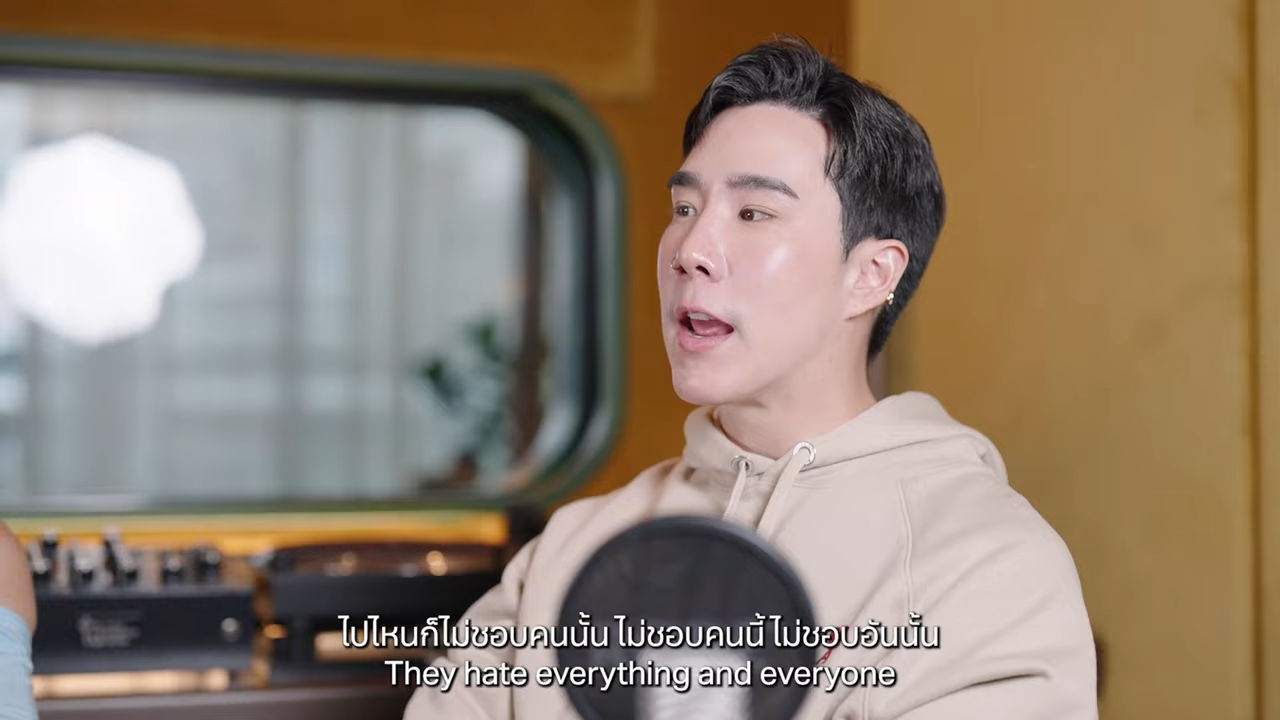 ไปไหนก็ไม่ชอบคนนั้น ไม่ชอบคนนี้ ไม่ชอบอันนั้น
They hate everything and everyone